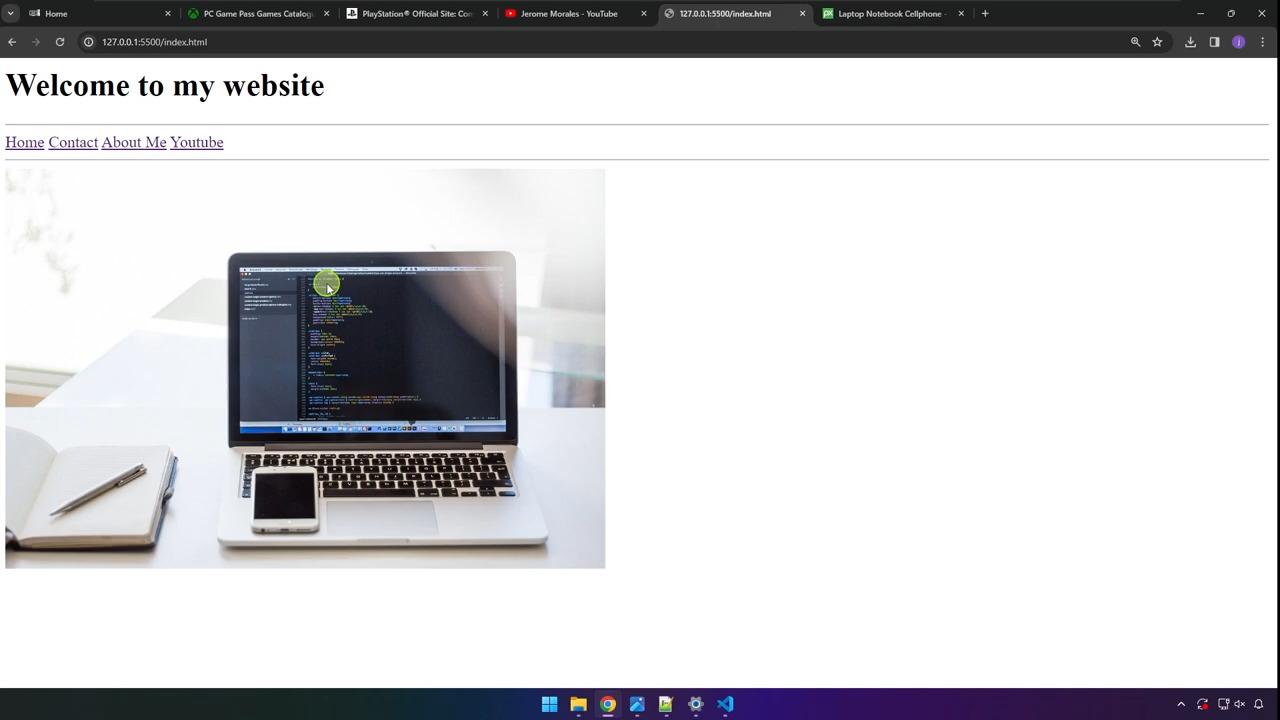 Home
PC Game Pass Games Catalogu
PlayStation® Official Site: Con
Jerome Morales - YouTube
127.0.0.1:5500/index.html
Laptop Notebook Cellphone -
127.0.0.1:5500/index.html
Welcome to my website
Home Contact About Me Youtube